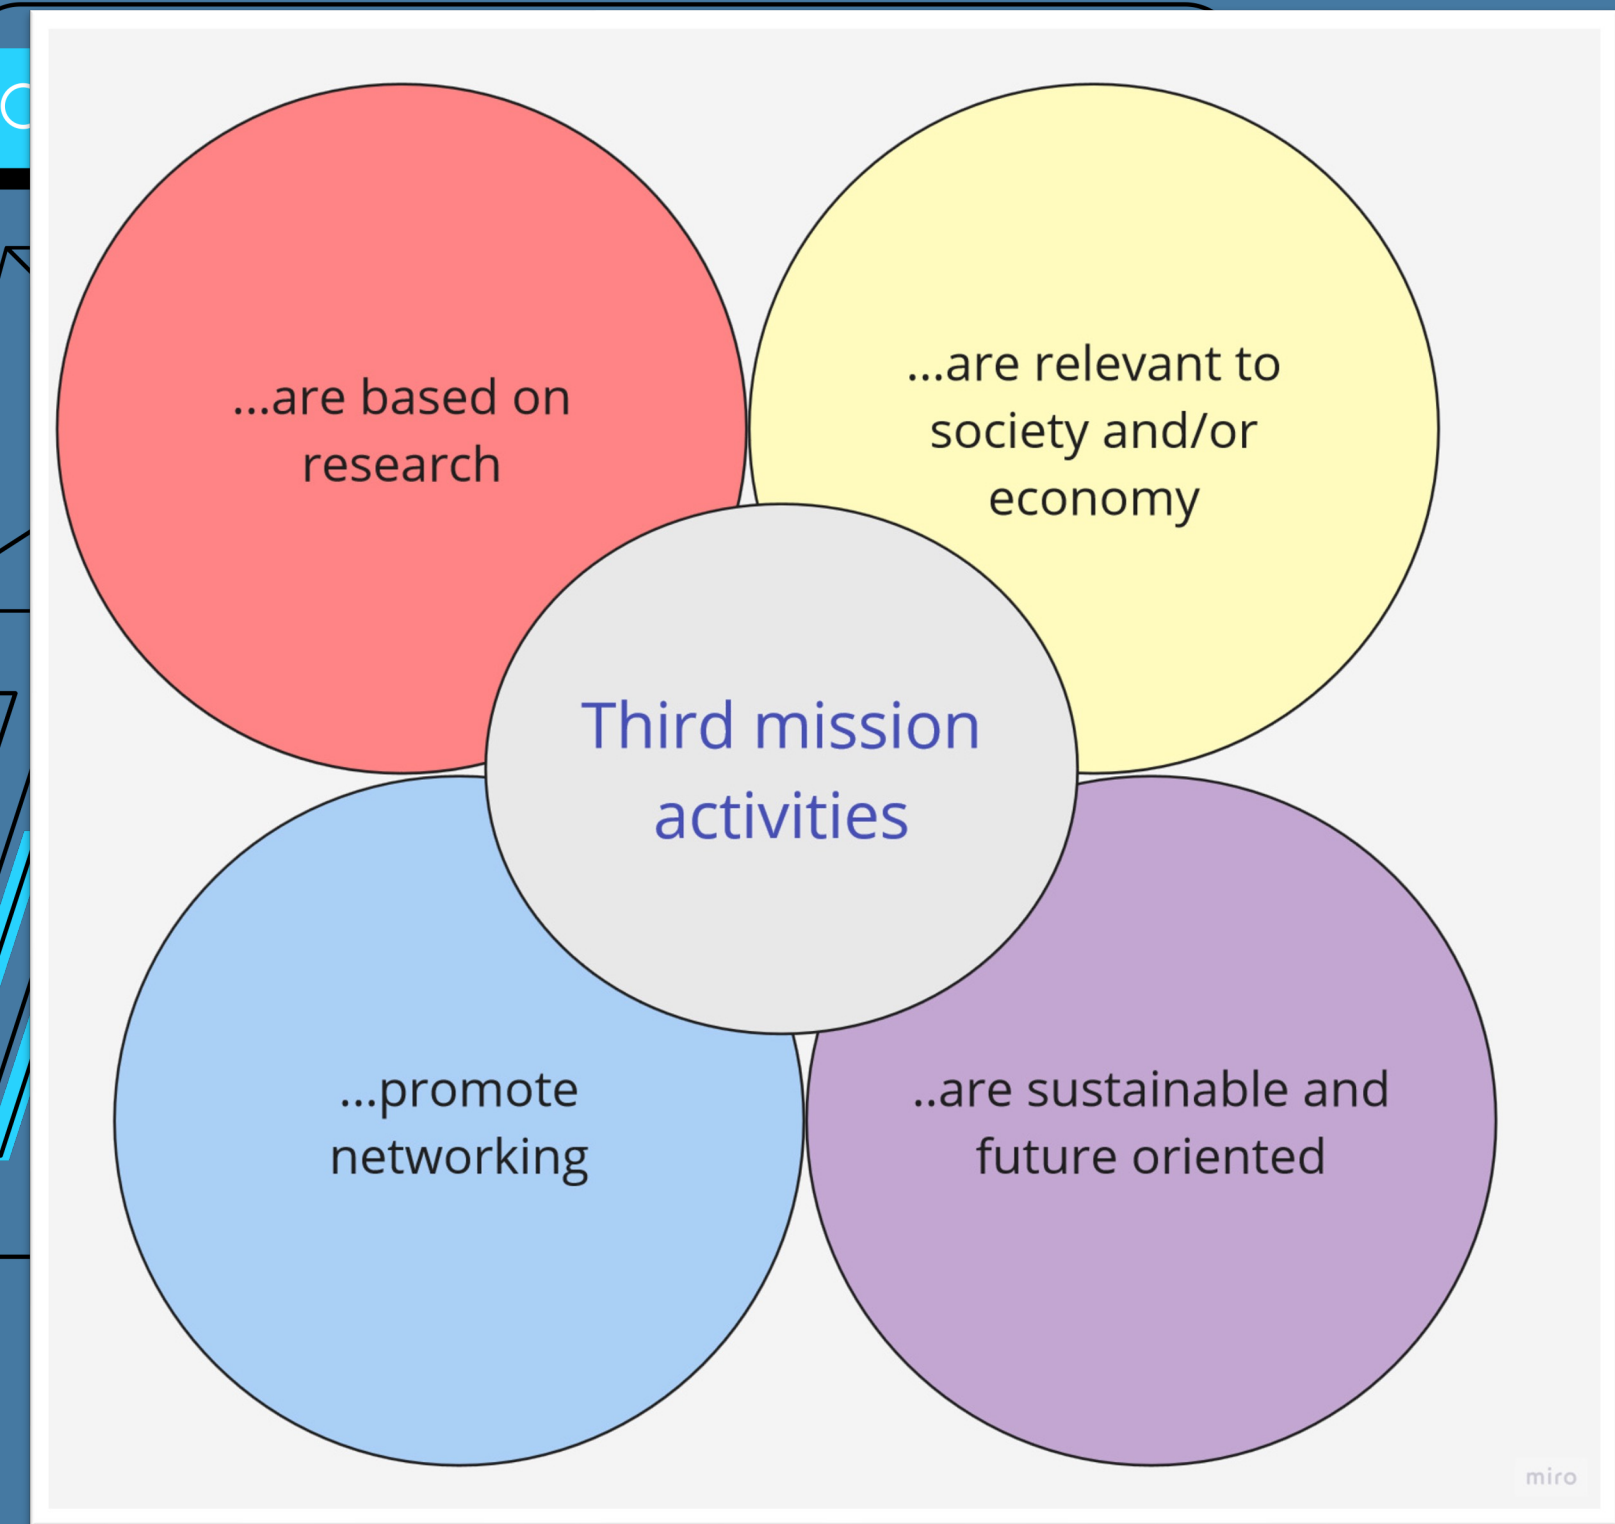 ...are based on
research
...are relevant to
society and/or
economy
Third mission
activities
...promote
networking
..are sustainable and
future oriented
miro